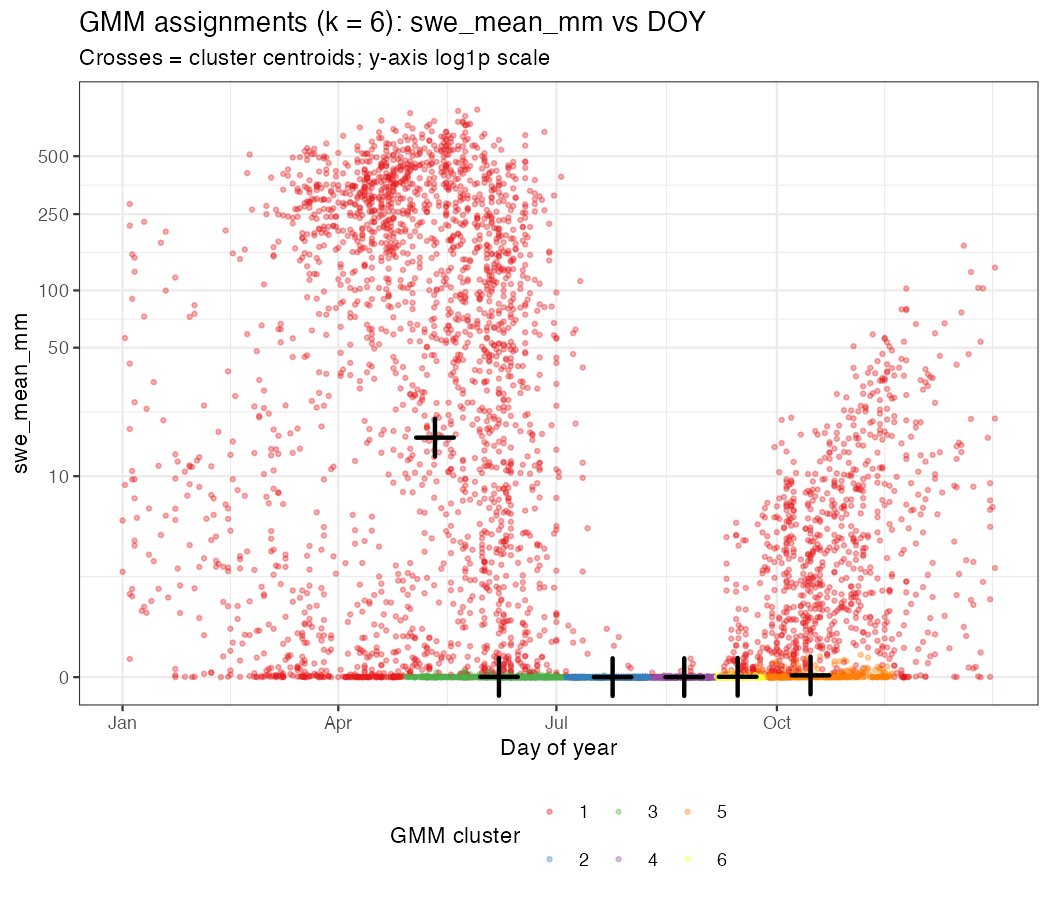 GMM assignments (k = 6): swe_mean_mm vs DOY
Crosses = cluster centroids; y-axis log1p scale
swe_mean_mm
500
250
100
50
10
0
Jan Apr Jul Oct
Day of year
GMM cluster
1 3 5
2 4 6